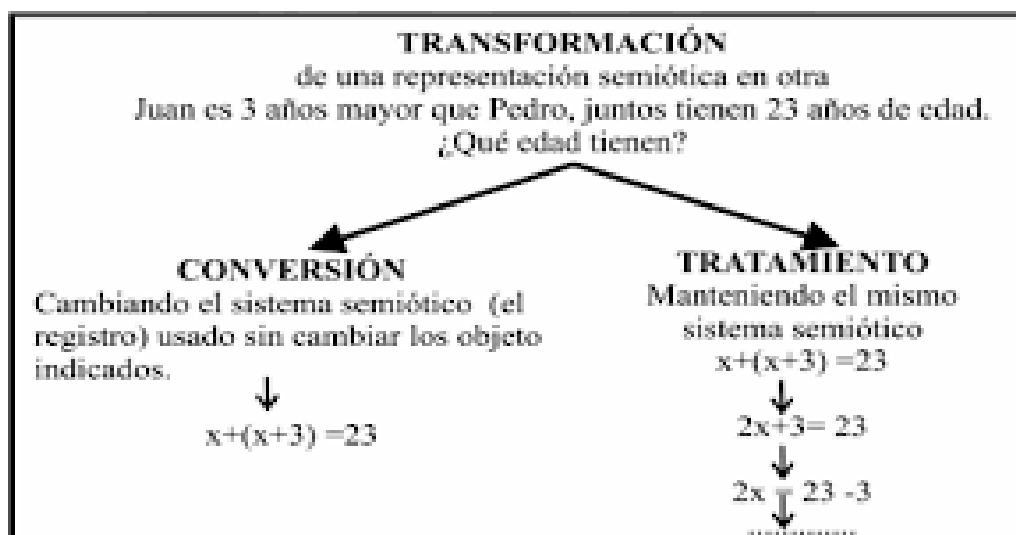 TRANSFORMACIÓN
de una representación semiótica en otra
Juan es 3 años mayor que Pedro, juntos tienen 23 años de edad.
¿Qué edad tienen?
CONVERSIÓN
Cambiando el sistema semiótico (el
registro) usado sin cambiar los objeto
indicados.
x+(x+3) =23
TRATAMIENTO
Manteniendo el mismo
sistema semiótico
x+(x+3) =23
2x+3= 23
2x = 23 -3